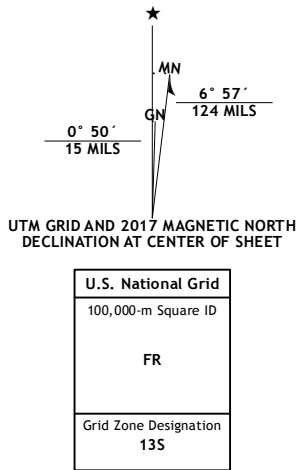 ★
MN
6° 57´
124 MILS
GN
0° 50´
15 MILS
UTM GRID AND 2017 MAGNETIC NORTH
DECLINATION AT CENTER OF SHEET
U.S. National Grid
100,000-m Square ID
FR
Grid Zone Designation
13S